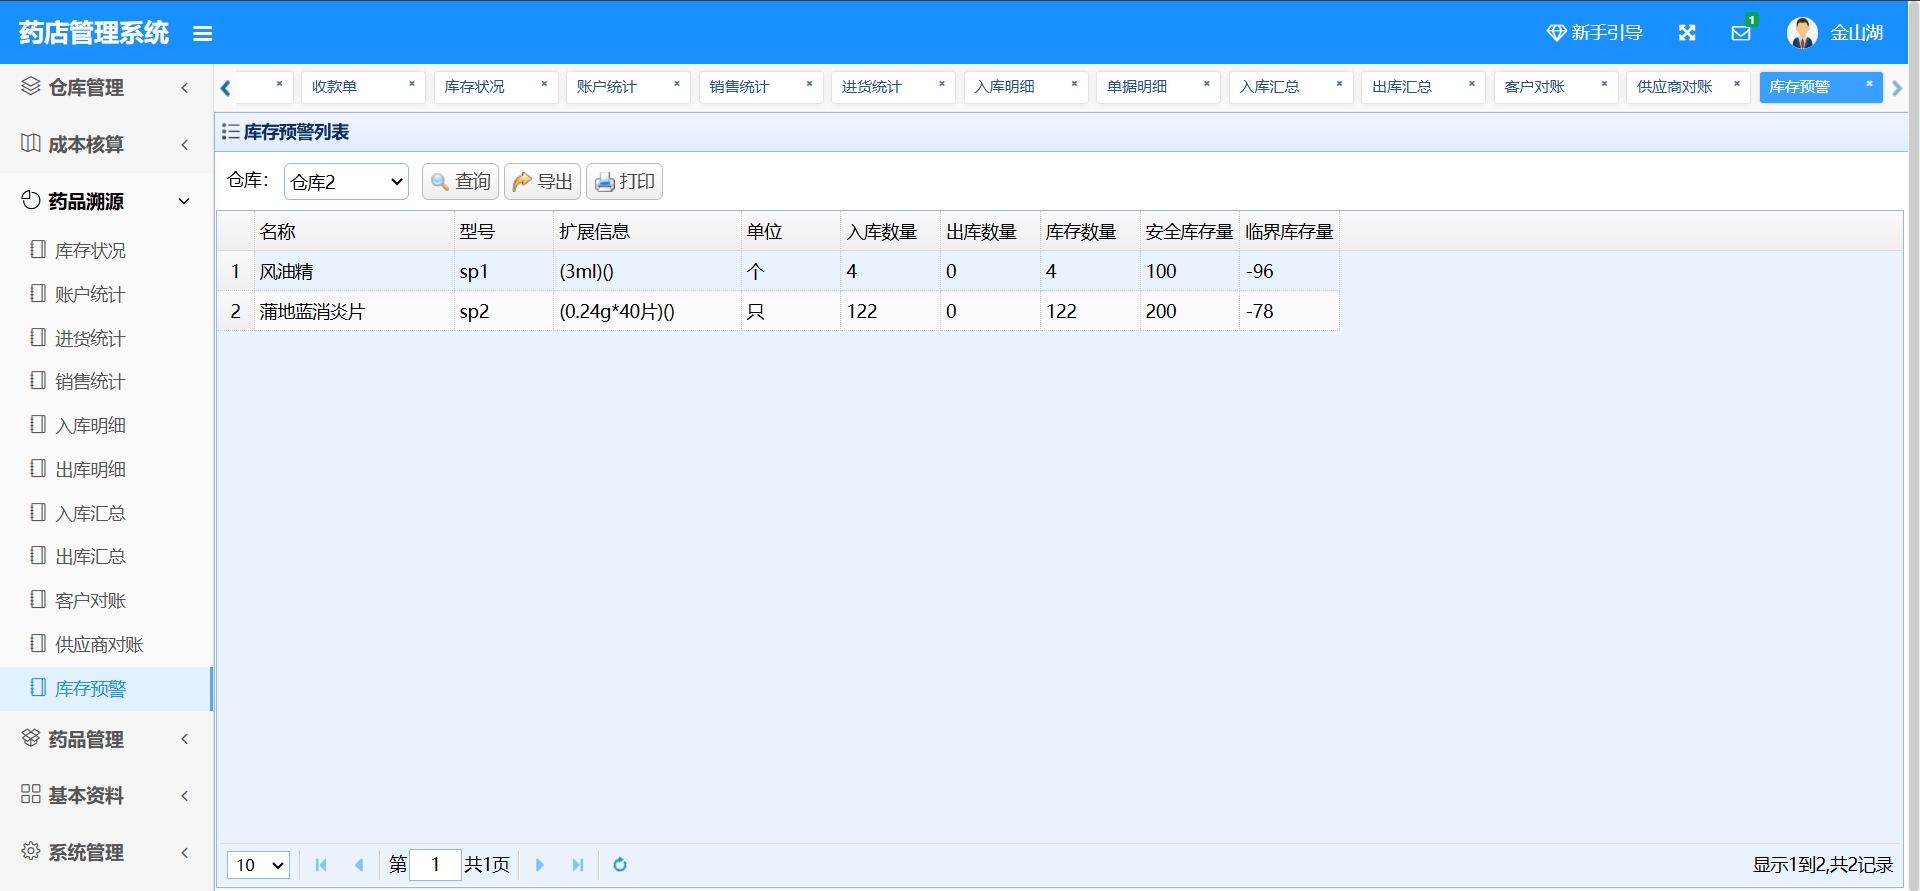 药店管理系统
新手引导
1
金山湖
仓库管理
成本核算
药品溯源
库存状况
账户统计
进货统计
销售统计
入库明细
出库明细
入库汇总
出库汇总
客户对账
供应商对账
库存预警
药品管理
基本资料
系统管理
收款单
库存状况
账户统计
销售统计
进货统计
入库明细
单据明细
入库汇总
出库汇总
客户对账
供应商对账
库存预警
库存预警列表
仓库: 仓库2 查询 导出 打印
名称 型号 扩展信息 单位 入库数量 出库数量 库存数量 安全库存量 临界库存量
1 风油精 sp1 (3ml)() 个 4 0 4 100 -96
2 蒲地蓝消炎片 sp2 (0.24g*40片)() 只 122 0 122 200 -78
10 第 1 共1页
显示1到2,共2记录